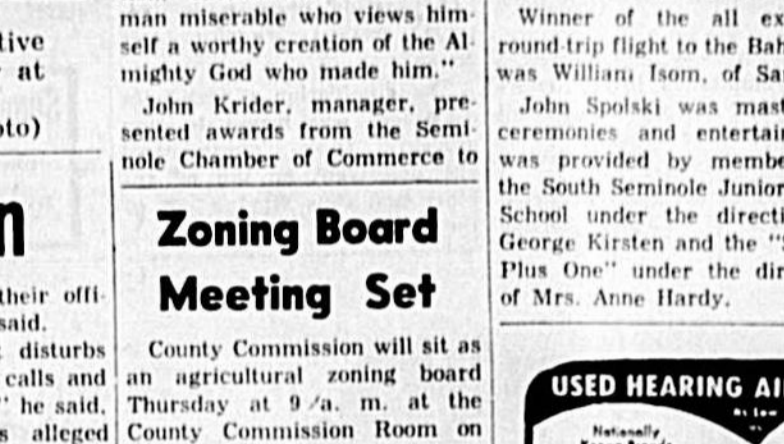 tive
at
oto)
n
their offi-
said.
disturbs
calls and
" he said.
s alleged
man miserable who views him-
self a worthy creation of the Al-
mighty God who made him."
John Krider, manager, pre-
sented awards from the Semi-
nole Chamber of Commerce to
Zoning Board
Meeting Set
County Commission will sit as
an agricultural zoning board
Thursday at 9 a. m. at the
County Commission Room on
Winner of the all ex
round-trip flight to the Bah
was William Isom, of Sa
John Spolski was mast
ceremonies and entertai
was provided by membe
the South Seminole Junior
School under the directi
George Kirsten and the "
Plus One" under the dir
of Mrs. Anne Hardy.
USED HEARING AI
As Low
Nationally